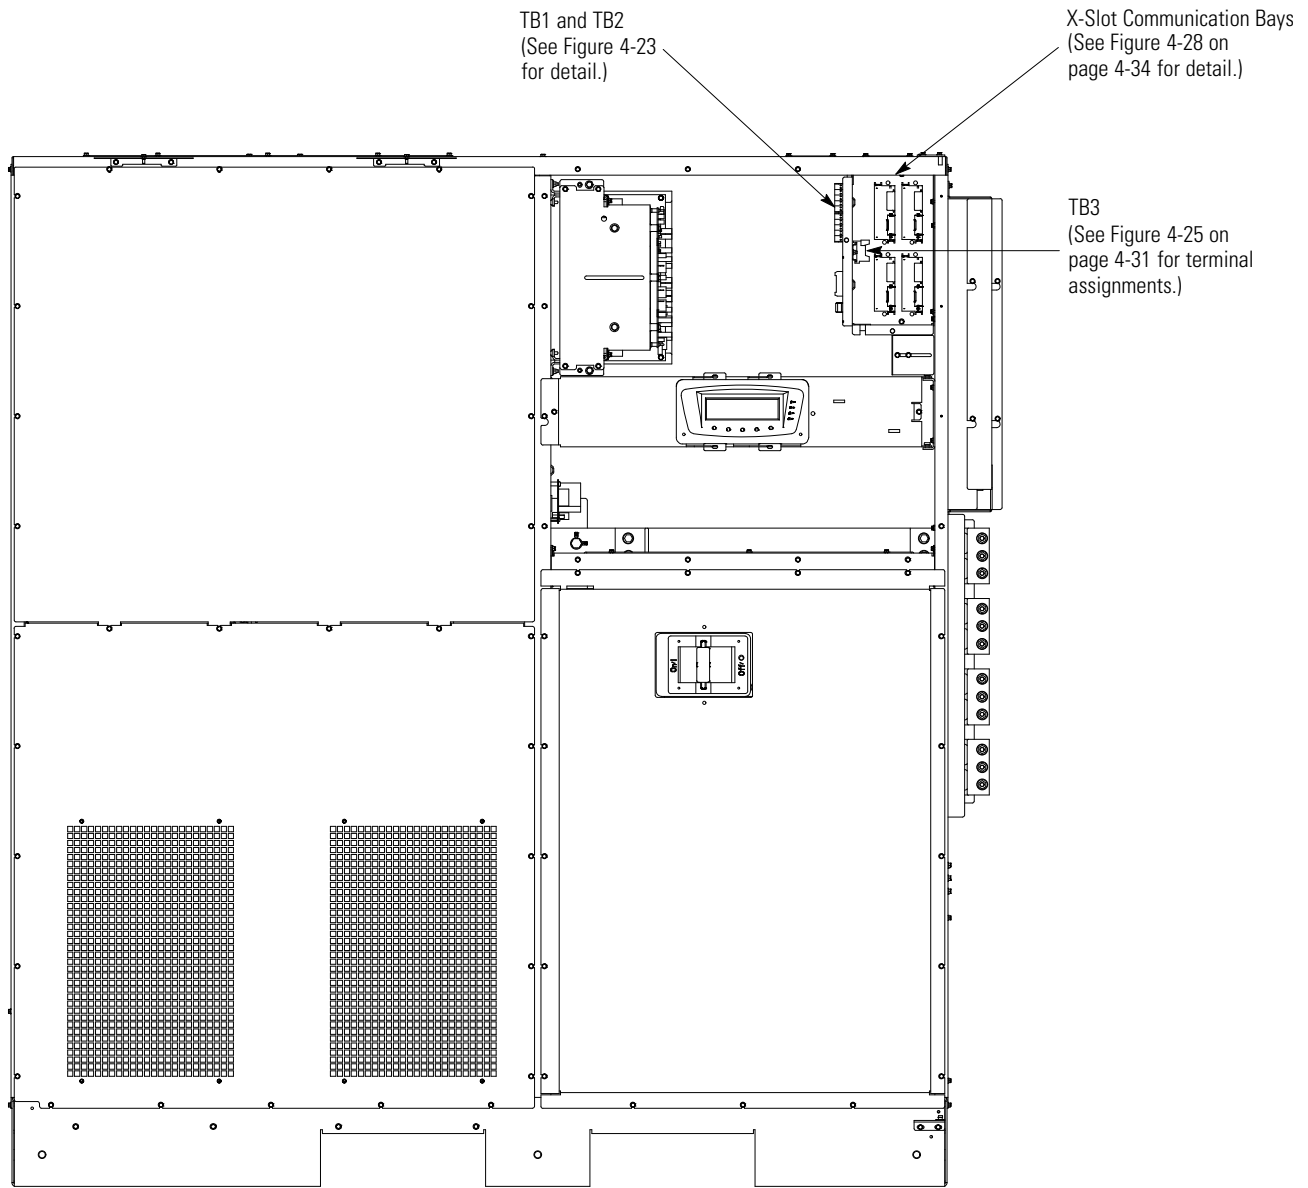 TB1 and TB2
(See Figure 4-23
for detail.)
X-Slot Communication Bays
(See Figure 4-28 on
page 4-34 for detail.)
TB3
(See Figure 4-25 on
page 4-31 for terminal
assignments.)
On/I
Off/O